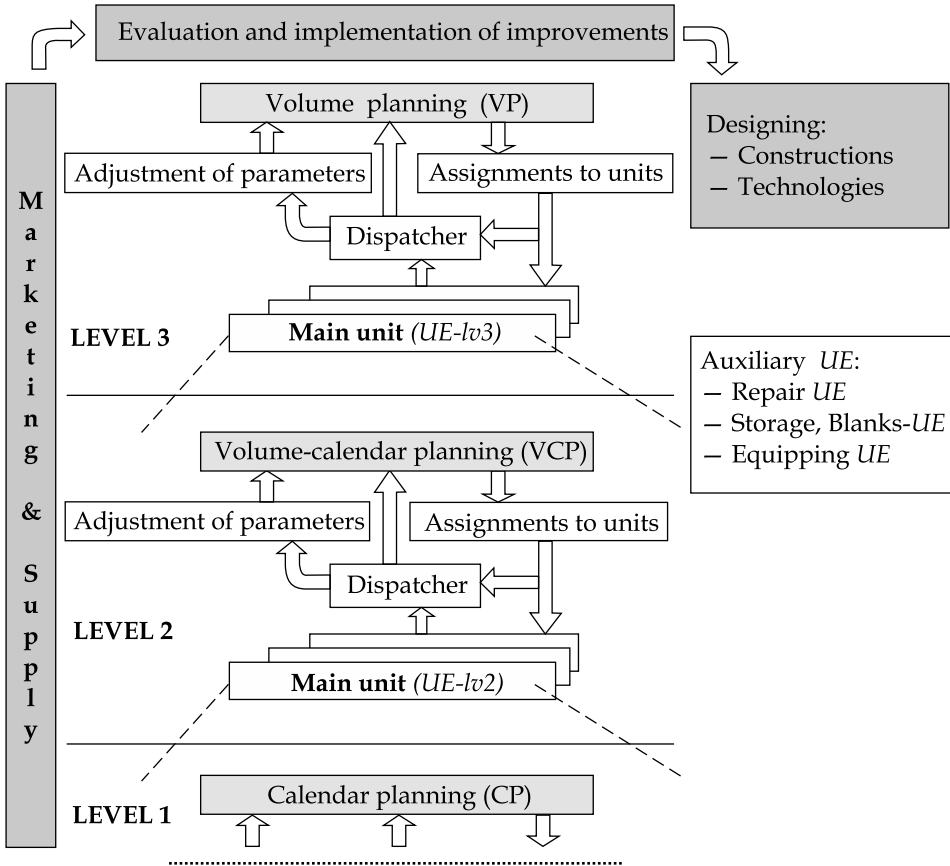 Evaluation and implementation of improvements
Marketing & Supply
Volume planning (VP)
Adjustment of parameters
Assignments to units
Dispatcher
Main unit (UE-lv3)
LEVEL 3
Designing:
— Constructions
— Technologies
Auxiliary UE:
— Repair UE
— Storage, Blanks-UE
— Equipping UE
Volume-calendar planning (VCP)
Adjustment of parameters
Assignments to units
Dispatcher
LEVEL 2
Main unit (UE-lv2)
Calendar planning (CP)
LEVEL 1